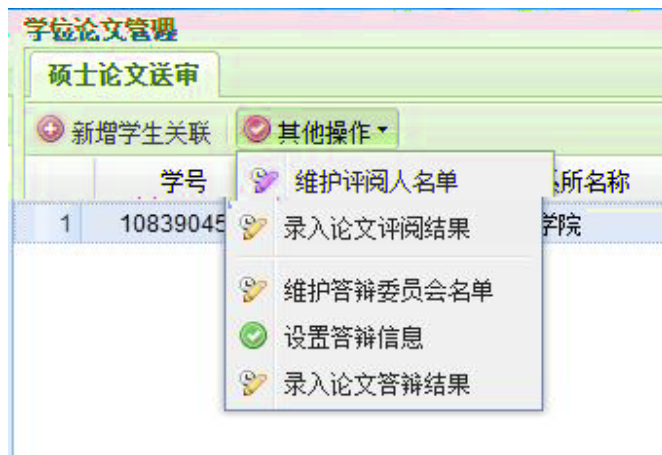 学位论文管理
硕士论文送审
新增学生关联 其他操作
学号 系所名称
维护评阅人名单
1 10839045 学院
录入论文评阅结果
维护答辩委员会名单
设置答辩信息
录入论文答辩结果